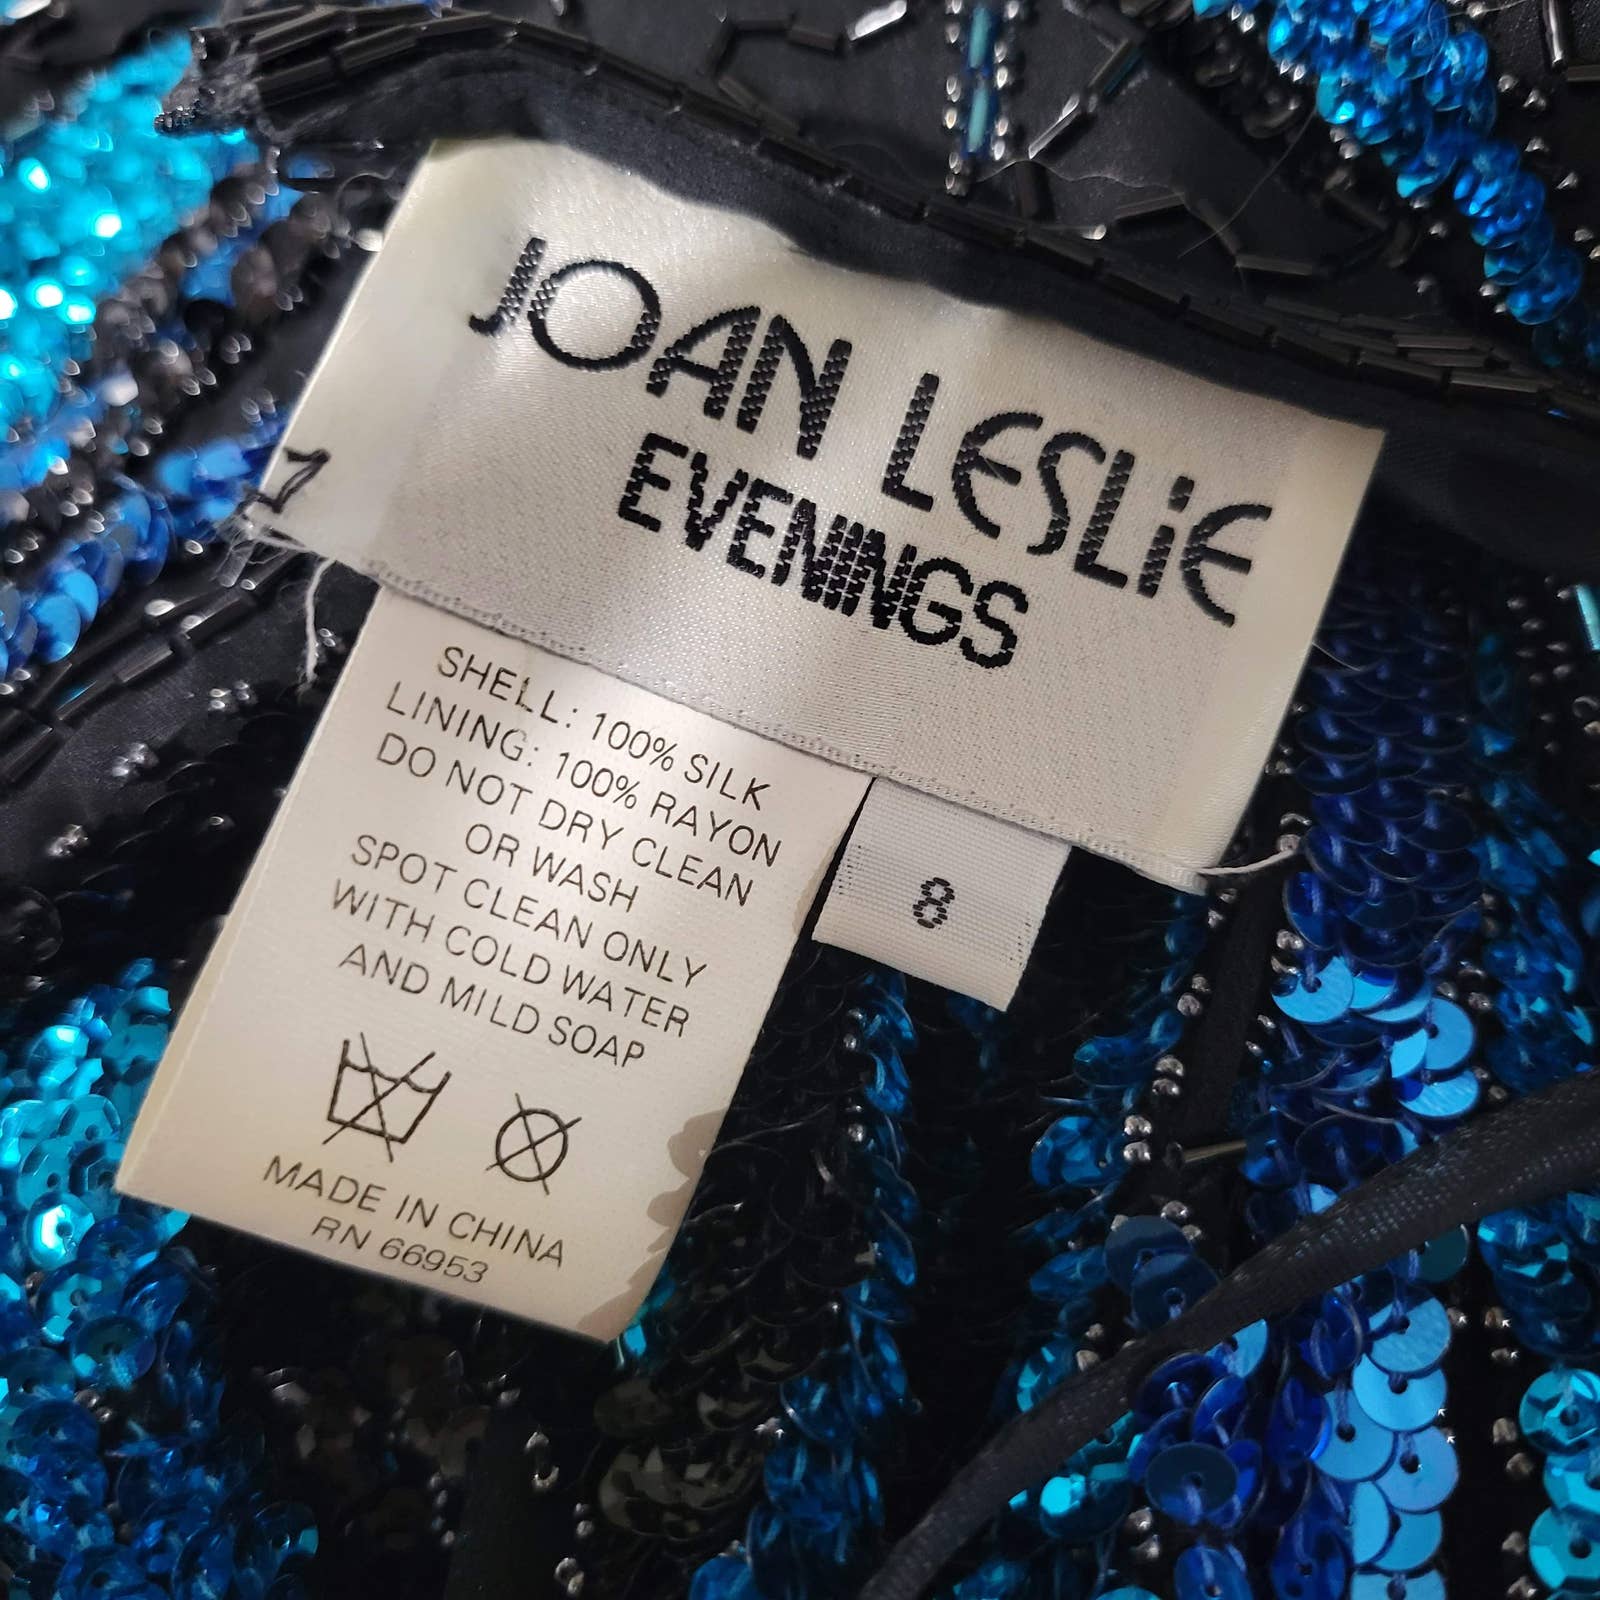 JOAN LESLiE
EVENINGS
SHELL: 100% SILK
LINING: 100% RAYON
DO NOT DRY CLEAN
OR WASH
SPOT CLEAN ONLY
WITH COLD WATER
AND MILD SOAP
MADE IN CHINA
RN 66953
8